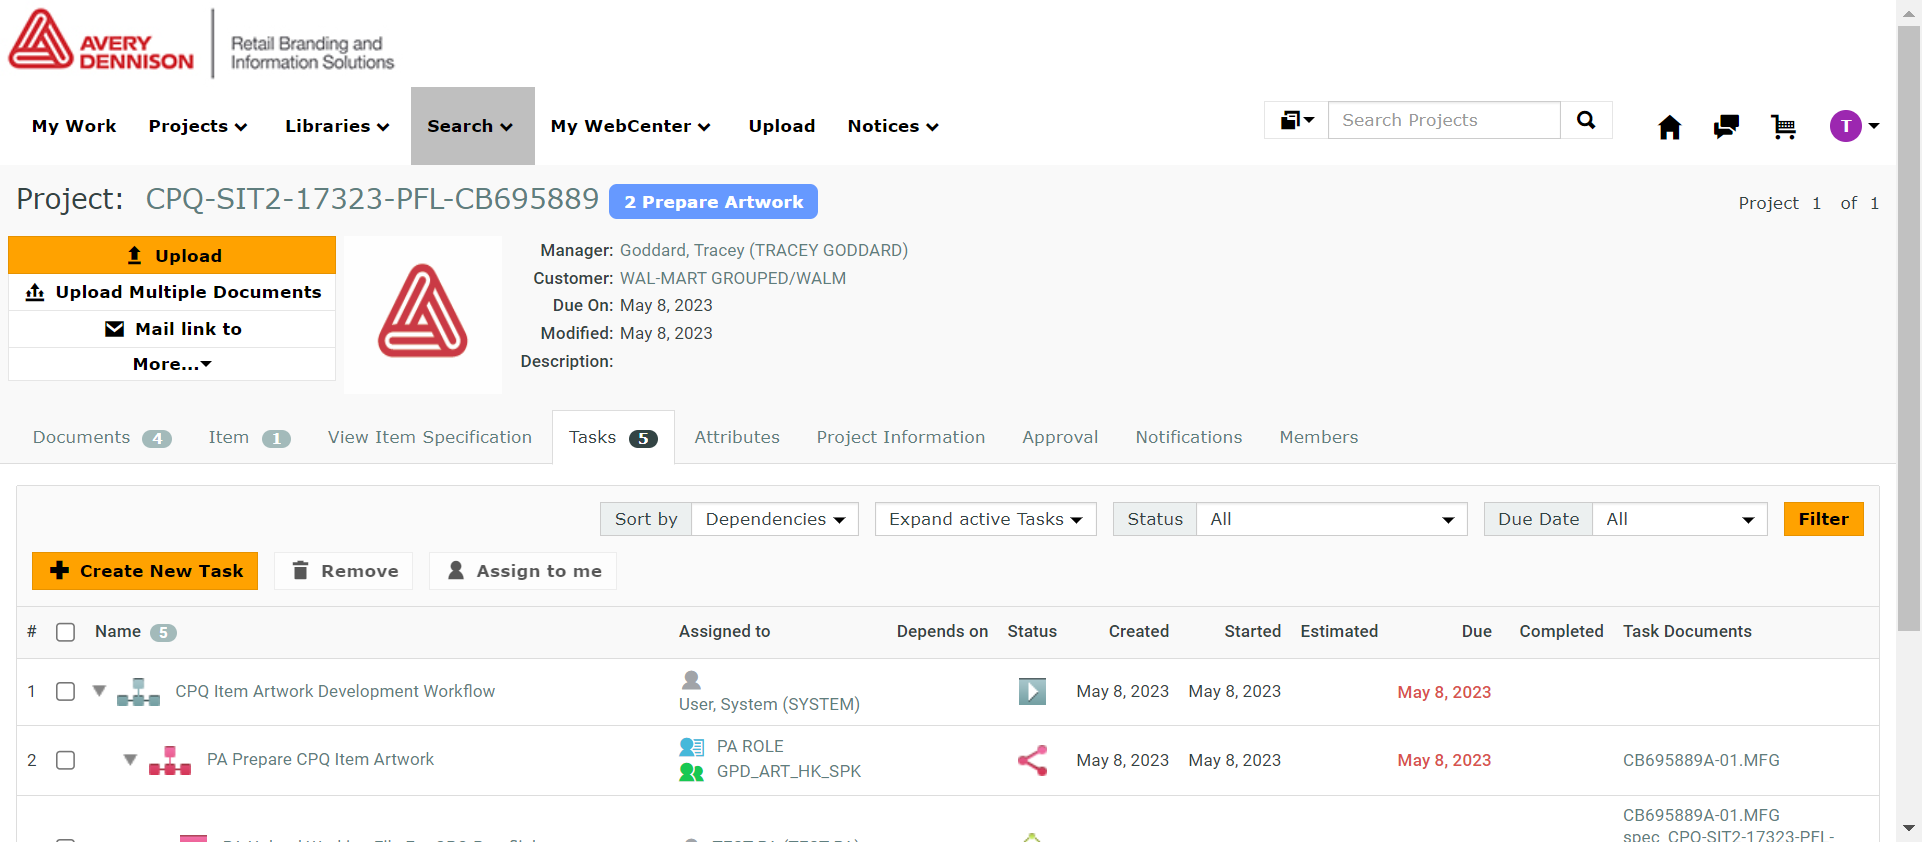 AVERY
DENNISON
Retail Branding and
Information Solutions
My Work Projects Libraries Search My WebCenter Upload Notices Search Projects T
Project: CPQ-SIT2-17323-PFL-CB695889 2 Prepare Artwork Project 1 of 1
Upload
Upload Multiple Documents
Mail link to
More...
Manager: Goddard, Tracey (TRACEY GODDARD)
Customer: WAL-MART GROUPED/WALM
Due On: May 8, 2023
Modified: May 8, 2023
Description:
Documents 4 Item 1 View Item Specification Tasks 5 Attributes Project Information Approval Notifications Members
Sort by Dependencies Expand active Tasks Status All Due Date All Filter
Create New Task Remove Assign to me
# Name 5 Assigned to Depends on Status Created Started Estimated Due Completed Task Documents
1 CPQ Item Artwork Development Workflow User, System (SYSTEM) May 8, 2023 May 8, 2023 May 8, 2023
2 PA Prepare CPQ Item Artwork PA ROLE
GPD_ART_HK_SPK May 8, 2023 May 8, 2023 May 8, 2023 CB695889A-01.MFG
CB695889A-01.MFG
spec_CPQ-SIT2-17323-PFL-